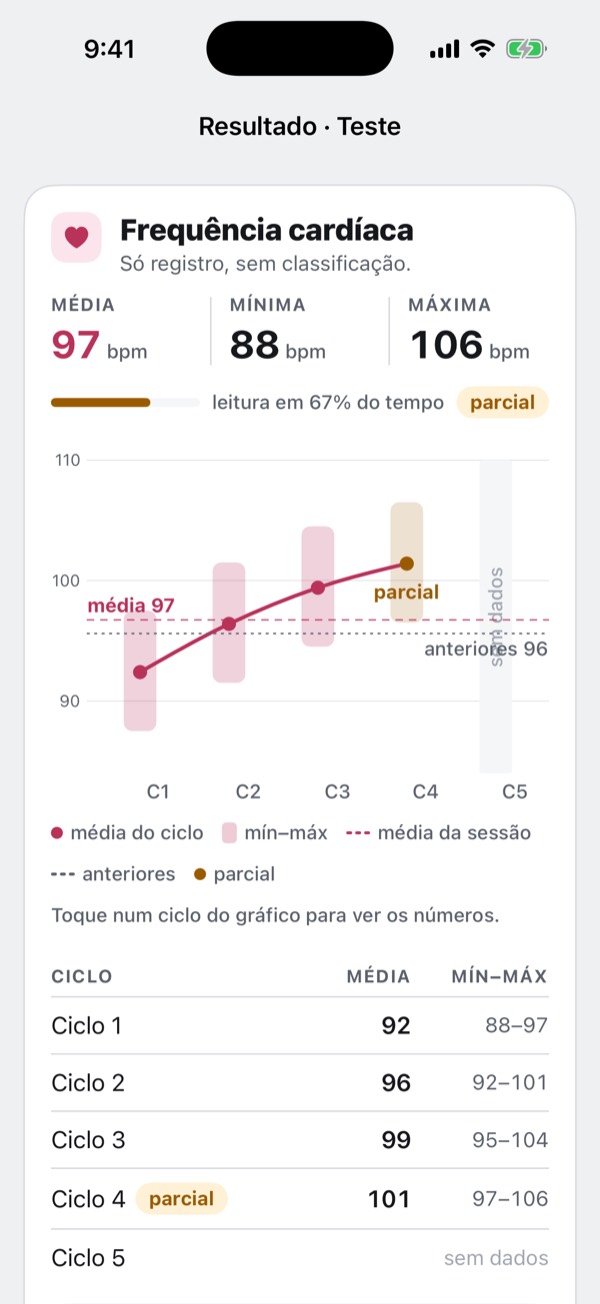 9:41
Resultado · Teste
Frequência cardíaca
Só registro, sem classificação.
MÉDIA MÍNIMA MÁXIMA
97 bpm 88 bpm 106 bpm
leitura em 67% do tempo parcial
110
100
90
média 97
parcial
sem dados
anteriores 96
C1 C2 C3 C4 C5
média do ciclo mín–máx média da sessão
anteriores parcial
Toque num ciclo do gráfico para ver os números.
CICLO MÉDIA MÍN–MÁX
Ciclo 1 92 88–97
Ciclo 2 96 92–101
Ciclo 3 99 95–104
Ciclo 4 parcial 101 97–106
Ciclo 5 sem dados